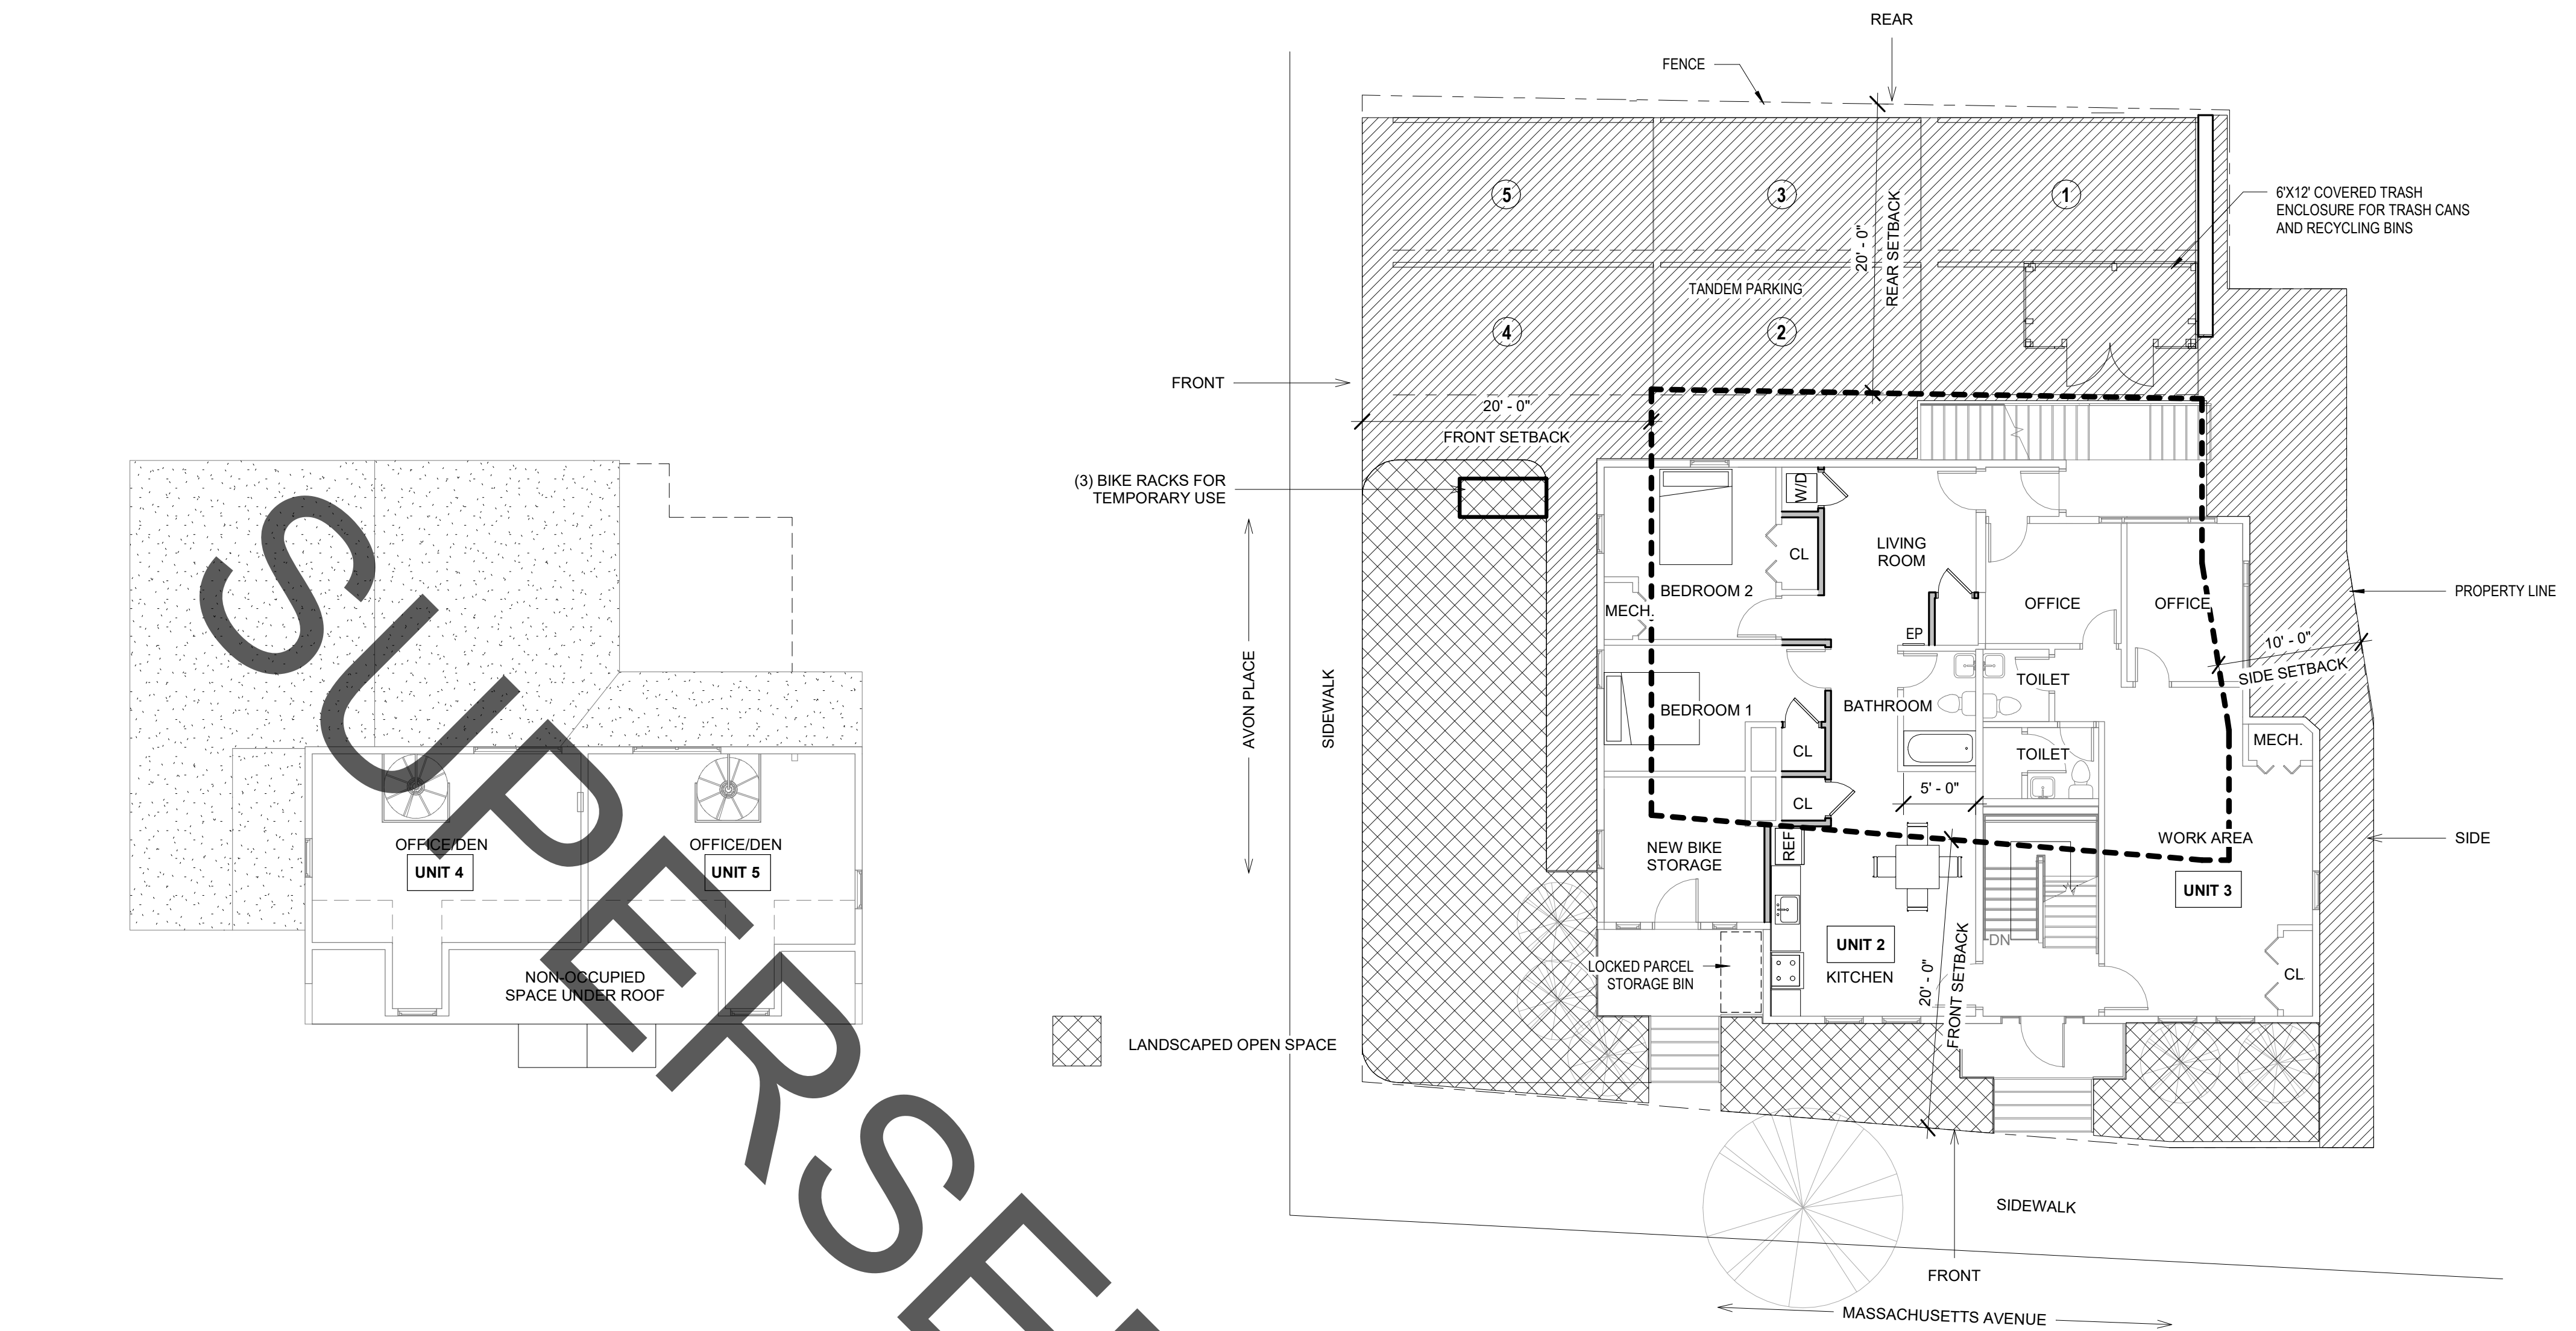 REAR
FENCE
6'X12' COVERED TRASH
ENCLOSURE FOR TRASH CANS
AND RECYCLING BINS
5
3
1
20' - 0"
REAR SETBACK
TANDEM PARKING
4
2
FRONT
20' - 0"
FRONT SETBACK
(3) BIKE RACKS FOR
TEMPORARY USE
W/D
CL
LIVING
ROOM
BEDROOM 2
MECH.
OFFICE
OFFICE
PROPERTY LINE
EP
10' - 0"
SIDE SETBACK
AVON PLACE
SIDEWALK
TOILET
BEDROOM 1
BATHROOM
CL
TOILET
MECH.
5' - 0"
CL
REF
NEW BIKE
STORAGE
WORK AREA
SIDE
UNIT 3
UNIT 2
KITCHEN
DN
20' - 0"
FRONT SETBACK
LOCKED PARCEL
STORAGE BIN
CL
OFFICE/DEN
UNIT 4
OFFICE/DEN
UNIT 5
NON-OCCUPIED
SPACE UNDER ROOF
LANDSCAPED OPEN SPACE
SIDEWALK
FRONT
MASSACHUSETTS AVENUE
SUPERSE